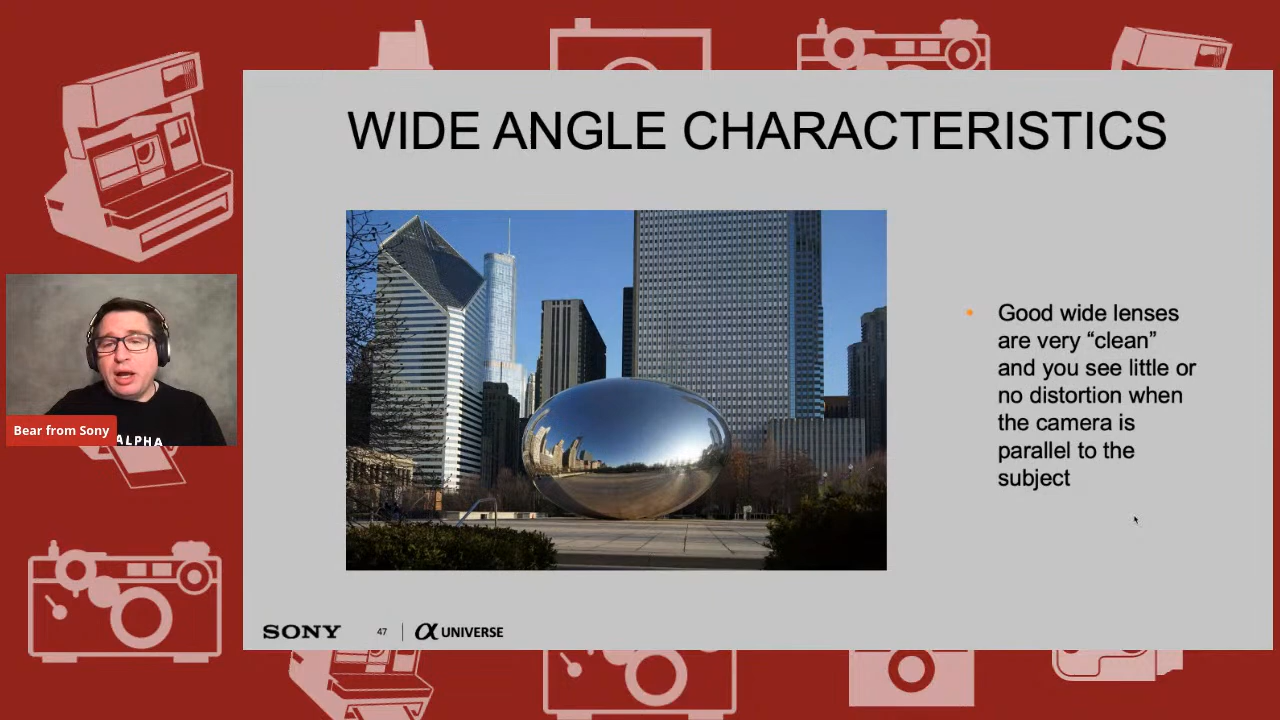 WIDE ANGLE CHARACTERISTICS
Good wide lenses
are very “clean”
and you see little or
no distortion when
the camera is
parallel to the
subject
Bear from Sony
ALPHA
SONY 47 α UNIVERSE